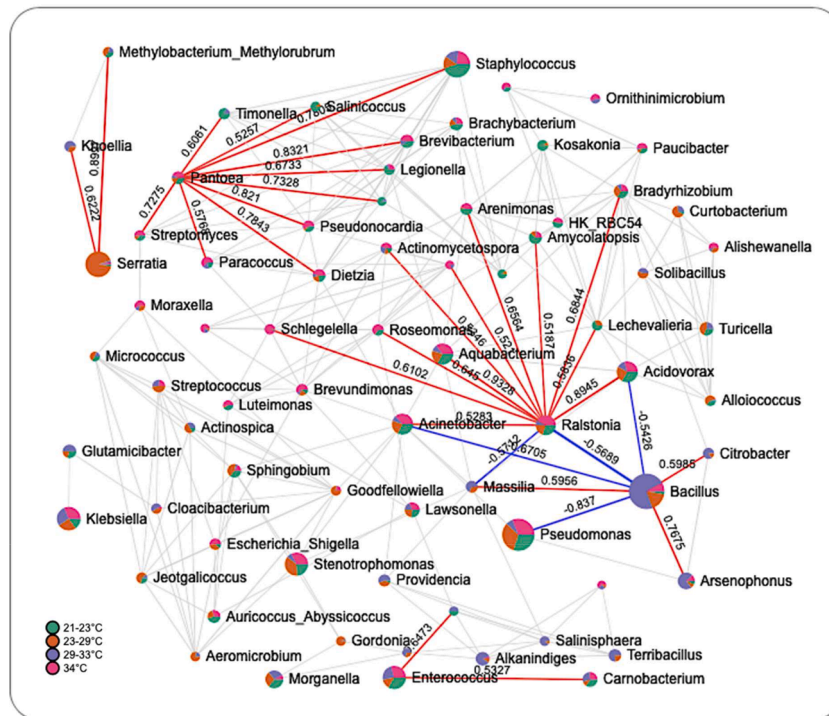 Methylobacterium_Methylorubrum
Staphylococcus
Ornithinimicrobium
Timonella
Salinicoccus
0.6061
0.5257
Brachybacterium
Brevibacterium
Kosakonia
Paucibacter
0.8321
0.6733
0.7328
0.821
0.7843
Legionella
Pantoea
0.6222
0.7275
Bradyrhizobium
Curtobacterium
Arenimonas
HK_RBC54
Amycolatopsis
Streptomyces
Pseudonocardia
Actinomycetospora
Alishewanella
Serratia
Paracoccus
Dietzia
Solibacillus
0.6564
0.5187
0.6844
Moraxella
Schlegelella
Roseomonas
Lechevalieria
Turicella
0.6102
0.645
0.9328
0.8945
Micrococcus
Aquabacterium
Acidovorax
Streptococcus
Brevundimonas
Luteimonas
Alloiococcus
Actinospica
Acinetobacter
0.5283
Ralstonia
-0.5426
Glutamicibacter
-0.5689
0.5985
Citrobacter
Sphingobium
Goodfellowiella
Massilia
0.5956
Bacillus
Klebsiella
Cloacibacterium
Lawsonella
-0.837
Pseudomonas
0.7675
Escherichia_Shigella
Stenotrophomonas
Jeotgalicoccus
Providencia
Arsenophonus
Auricoccus_Abyssicoccus
21-23°C
23-29°C
29-33°C
34°C
Gordonia
0.6473
Salinisphaera
Aeromicrobium
Alkanindiges
Terribacillus
Morganella
Enterococcus
0.5327
Carnobacterium